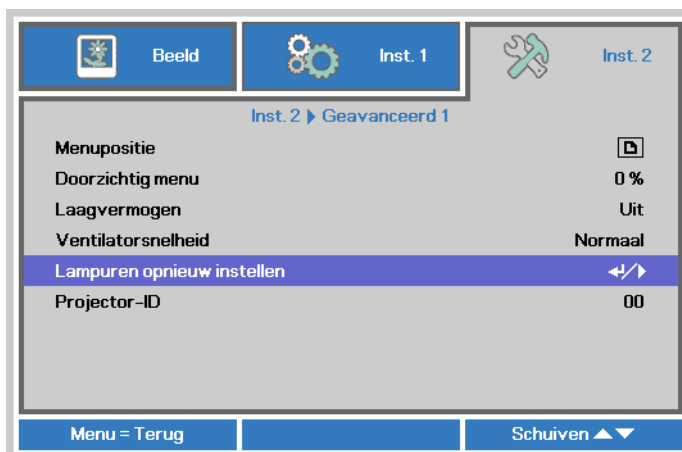 Beeld
Inst. 1
Inst. 2
Inst. 2 Geavanceerd 1
Menupositie
Doorzichtig menu 0 %
Laagvermogen Uit
Ventilatorsnelheid Normaal
Lampuren opnieuw instellen
Projector-ID 00
Menu = Terug
Schuiven